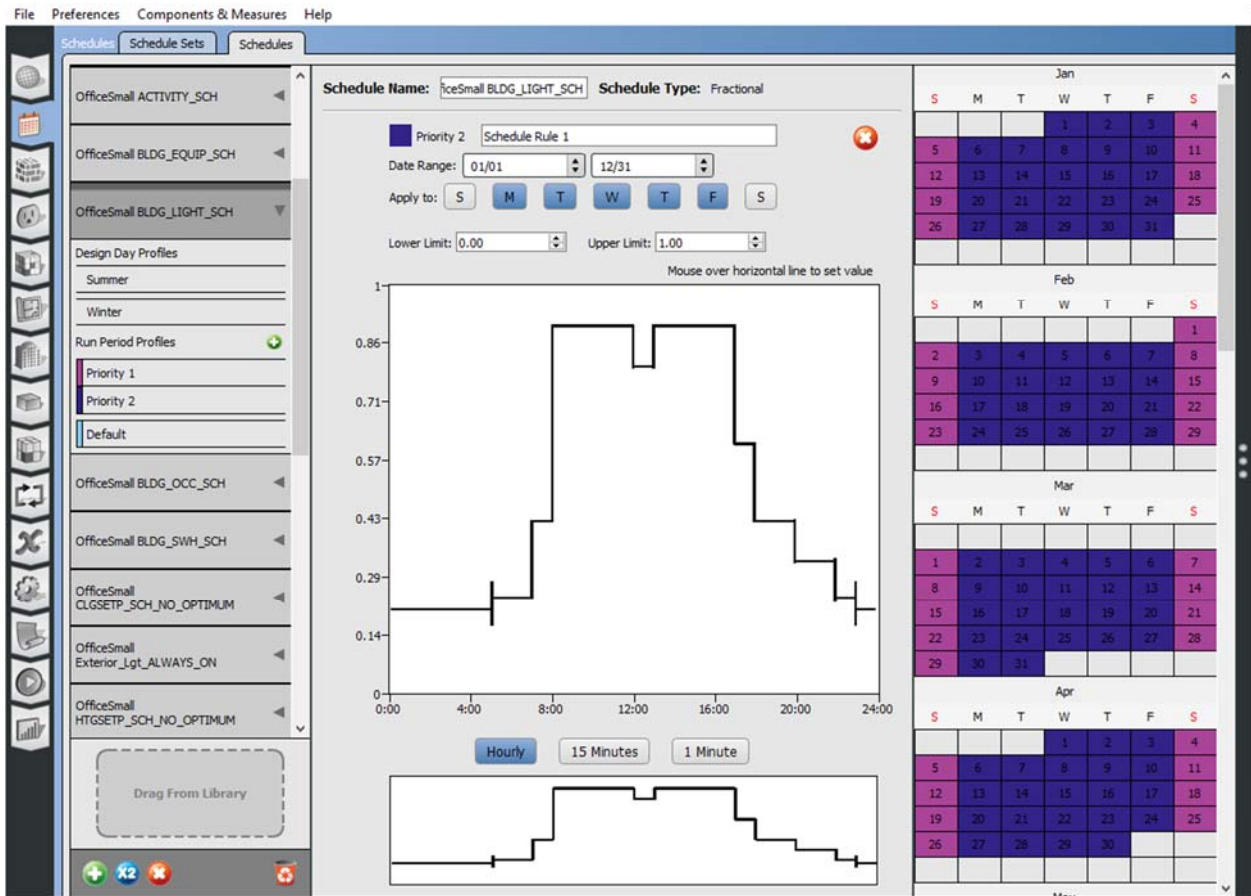 File Preferences Components & Measures Help
Schedules Schedule Sets Schedules
OfficeSmall ACTIVITY_SCH
OfficeSmall BLDG_EQUIP_SCH
OfficeSmall BLDG_LIGHT_SCH
Design Day Profiles
Summer
Winter
Run Period Profiles
Priority 1
Priority 2
Default
OfficeSmall BLDG_OCC_SCH
OfficeSmall BLDG_SWH_SCH
OfficeSmall
CLGSETP_SCH_NO_OPTIMUM
OfficeSmall
Exterior_Lgt_ALWAYS_ON
OfficeSmall
HTGSETP_SCH_NO_OPTIMUM
Drag From Library
X2
Schedule Name: ficeSmall BLDG_LIGHT_SCH Schedule Type: Fractional
Priority 2 Schedule Rule 1
Date Range: 01/01 12/31
Apply to: S M T W T F S
Lower Limit: 0.00 Upper Limit: 1.00
Mouse over horizontal line to set value
1
0.86
0.71
0.57
0.43
0.29
0.14
0
0:00 4:00 8:00 12:00 16:00 20:00 24:00
Hourly 15 Minutes 1 Minute
Jan
S M T W T F S
1 2 3 4
5 6 7 8 9 10 11
12 13 14 15 16 17 18
19 20 21 22 23 24 25
26 27 28 29 30 31
Feb
S M T W T F S
1
2 3 4 5 6 7 8
9 10 11 12 13 14 15
16 17 18 19 20 21 22
23 24 25 26 27 28 29
Mar
S M T W T F S
1 2 3 4 5 6 7
8 9 10 11 12 13 14
15 16 17 18 19 20 21
22 23 24 25 26 27 28
29 30 31
Apr
S M T W T F S
1 2 3 4
5 6 7 8 9 10 11
12 13 14 15 16 17 18
19 20 21 22 23 24 25
26 27 28 29 30